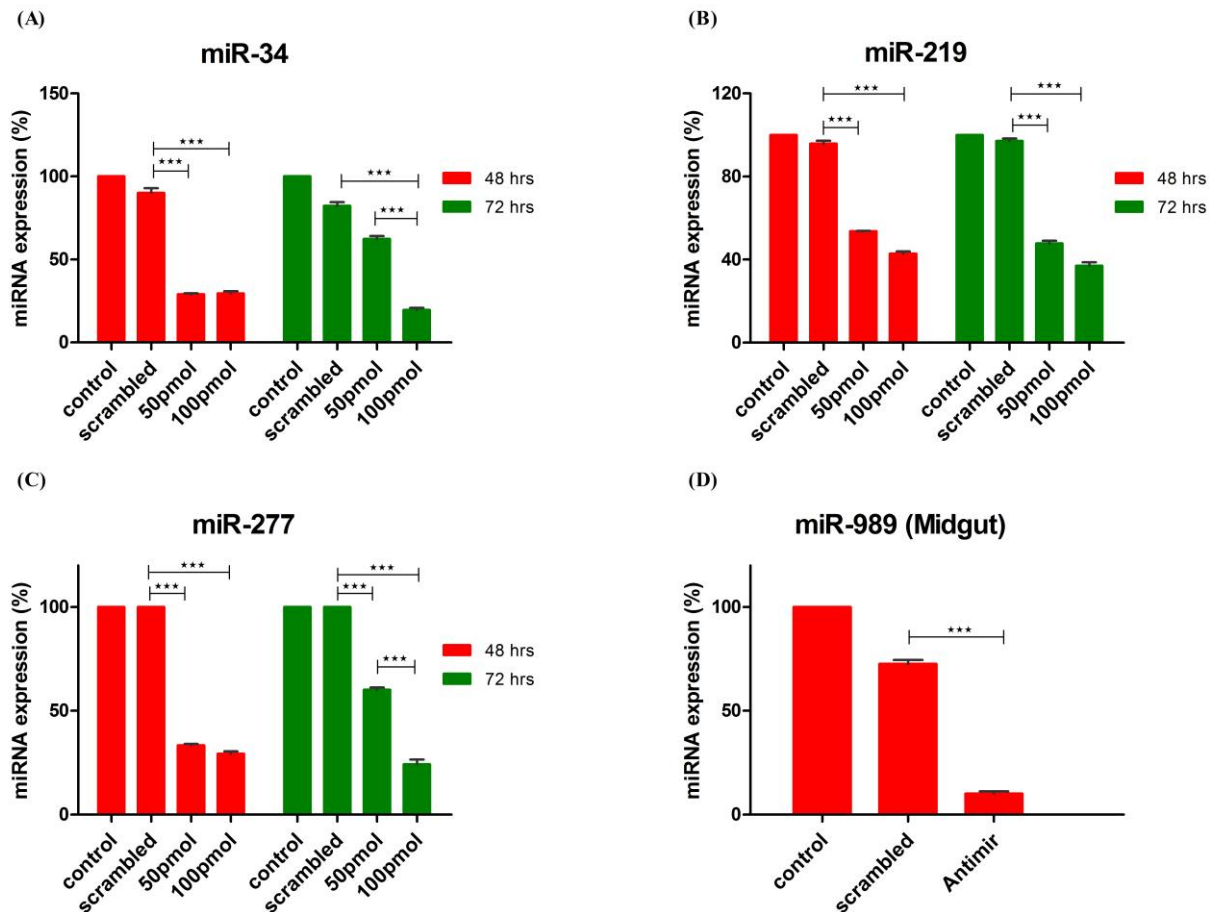 (A)
miR-34
miRNA expression (%)
150
100
50
0
★★★
★★★
★★★
★★★
48 hrs
72 hrs
control
scrambled
50pmol
100pmol
control
scrambled
50pmol
100pmol
(B)
miR-219
miRNA expression (%)
120
80
40
0
★★★
★★★
★★★
★★★
48 hrs
72 hrs
control
scrambled
50pmol
100pmol
control
scrambled
50pmol
100pmol
(C)
miR-277
miRNA expression (%)
100
50
0
★★★
★★★
★★★
★★★
★★★
48 hrs
72 hrs
control
scrambled
50pmol
100pmol
control
scrambled
50pmol
100pmol
(D)
miR-989 (Midgut)
miRNA expression (%)
100
50
0
★★★
control
scrambled
Antimir